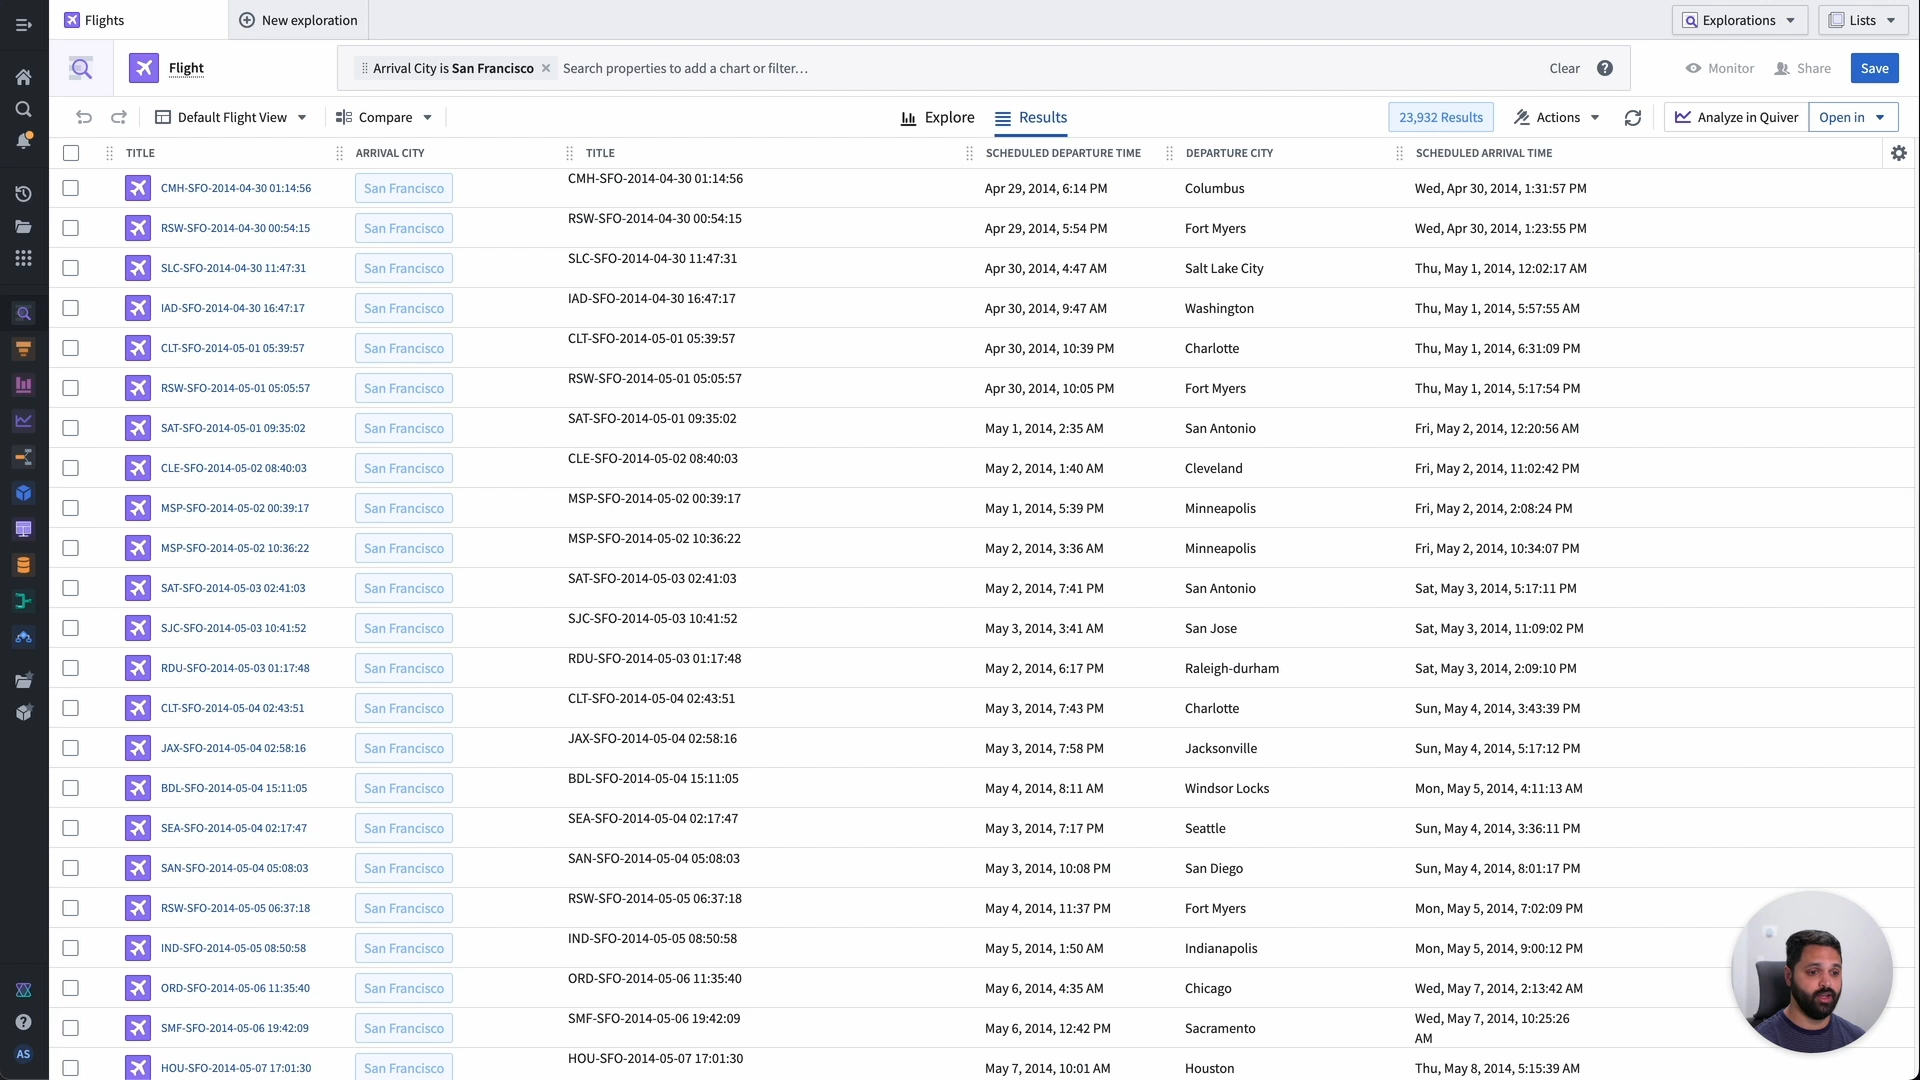 Flights
New exploration
Explorations
Lists
Flight
Arrival City is San Francisco
Search properties to add a chart or filter…
Clear
Monitor
Share
Save
Default Flight View
Compare
Explore
Results
23,932 Results
Actions
Analyze in Quiver
Open in
TITLE ARRIVAL CITY TITLE SCHEDULED DEPARTURE TIME DEPARTURE CITY SCHEDULED ARRIVAL TIME
CMH-SFO-2014-04-30 01:14:56 San Francisco CMH-SFO-2014-04-30 01:14:56 Apr 29, 2014, 6:14 PM Columbus Wed, Apr 30, 2014, 1:31:57 PM
RSW-SFO-2014-04-30 00:54:15 San Francisco RSW-SFO-2014-04-30 00:54:15 Apr 29, 2014, 5:54 PM Fort Myers Wed, Apr 30, 2014, 1:23:55 PM
SLC-SFO-2014-04-30 11:47:31 San Francisco SLC-SFO-2014-04-30 11:47:31 Apr 30, 2014, 4:47 AM Salt Lake City Thu, May 1, 2014, 12:02:17 AM
IAD-SFO-2014-04-30 16:47:17 San Francisco IAD-SFO-2014-04-30 16:47:17 Apr 30, 2014, 9:47 AM Washington Thu, May 1, 2014, 5:57:55 AM
CLT-SFO-2014-05-01 05:39:57 San Francisco CLT-SFO-2014-05-01 05:39:57 Apr 30, 2014, 10:39 PM Charlotte Thu, May 1, 2014, 6:31:09 PM
RSW-SFO-2014-05-01 05:05:57 San Francisco RSW-SFO-2014-05-01 05:05:57 Apr 30, 2014, 10:05 PM Fort Myers Thu, May 1, 2014, 5:17:54 PM
SAT-SFO-2014-05-01 09:35:02 San Francisco SAT-SFO-2014-05-01 09:35:02 May 1, 2014, 2:35 AM San Antonio Fri, May 2, 2014, 12:20:56 AM
CLE-SFO-2014-05-02 08:40:03 San Francisco CLE-SFO-2014-05-02 08:40:03 May 2, 2014, 1:40 AM Cleveland Fri, May 2, 2014, 11:02:42 PM
MSP-SFO-2014-05-02 00:39:17 San Francisco MSP-SFO-2014-05-02 00:39:17 May 1, 2014, 5:39 PM Minneapolis Fri, May 2, 2014, 2:08:24 PM
MSP-SFO-2014-05-02 10:36:22 San Francisco MSP-SFO-2014-05-02 10:36:22 May 2, 2014, 3:36 AM Minneapolis Fri, May 2, 2014, 10:34:07 PM
SAT-SFO-2014-05-03 02:41:03 San Francisco SAT-SFO-2014-05-03 02:41:03 May 2, 2014, 7:41 PM San Antonio Sat, May 3, 2014, 5:17:11 PM
SJC-SFO-2014-05-03 10:41:52 San Francisco SJC-SFO-2014-05-03 10:41:52 May 3, 2014, 3:41 AM San Jose Sat, May 3, 2014, 11:09:02 PM
RDU-SFO-2014-05-03 01:17:48 San Francisco RDU-SFO-2014-05-03 01:17:48 May 2, 2014, 6:17 PM Raleigh-durham Sat, May 3, 2014, 2:09:10 PM
CLT-SFO-2014-05-04 02:43:51 San Francisco CLT-SFO-2014-05-04 02:43:51 May 3, 2014, 7:43 PM Charlotte Sun, May 4, 2014, 3:43:39 PM
JAX-SFO-2014-05-04 02:58:16 San Francisco JAX-SFO-2014-05-04 02:58:16 May 3, 2014, 7:58 PM Jacksonville Sun, May 4, 2014, 5:17:12 PM
BDL-SFO-2014-05-04 15:11:05 San Francisco BDL-SFO-2014-05-04 15:11:05 May 4, 2014, 8:11 AM Windsor Locks Mon, May 5, 2014, 4:11:13 AM
SEA-SFO-2014-05-04 02:17:47 San Francisco SEA-SFO-2014-05-04 02:17:47 May 3, 2014, 7:17 PM Seattle Sun, May 4, 2014, 3:36:11 PM
SAN-SFO-2014-05-04 05:08:03 San Francisco SAN-SFO-2014-05-04 05:08:03 May 3, 2014, 10:08 PM San Diego Sun, May 4, 2014, 8:01:17 PM
RSW-SFO-2014-05-05 06:37:18 San Francisco RSW-SFO-2014-05-05 06:37:18 May 4, 2014, 11:37 PM Fort Myers Mon, May 5, 2014, 7:02:09 PM
IND-SFO-2014-05-05 08:50:58 San Francisco IND-SFO-2014-05-05 08:50:58 May 5, 2014, 1:50 AM Indianapolis Mon, May 5, 2014, 9:00:12 PM
ORD-SFO-2014-05-06 11:35:40 San Francisco ORD-SFO-2014-05-06 11:35:40 May 6, 2014, 4:35 AM Chicago Wed, May 7, 2014, 2:13:42 AM
SMF-SFO-2014-05-06 19:42:09 San Francisco SMF-SFO-2014-05-06 19:42:09 May 6, 2014, 12:42 PM Sacramento Wed, May 7, 2014, 10:25:26
AM
HOU-SFO-2014-05-07 17:01:30 San Francisco HOU-SFO-2014-05-07 17:01:30 May 7, 2014, 10:01 AM Houston Thu, May 8, 2014, 5:15:39 AM
AS